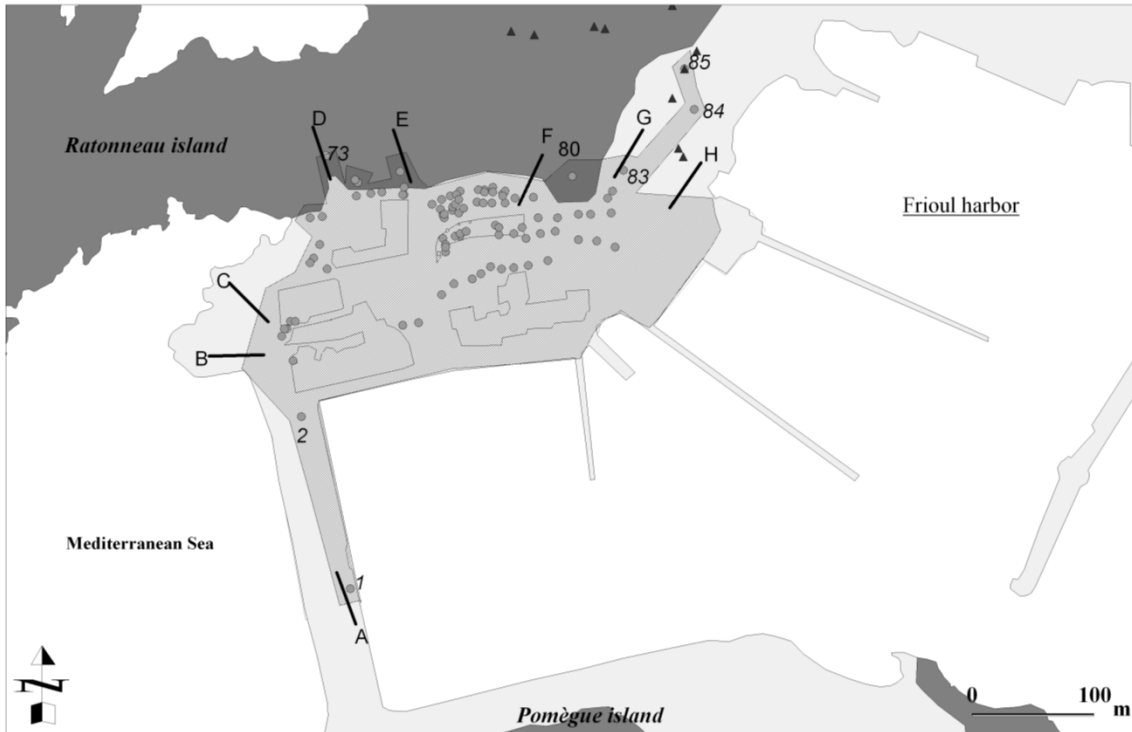 85
84
D
E
G
F
80
H
Ratonneau island
73
83
Frioul harbor
C
B
2
Mediterranean Sea
1
A
N
0
100
m
Pomègue island